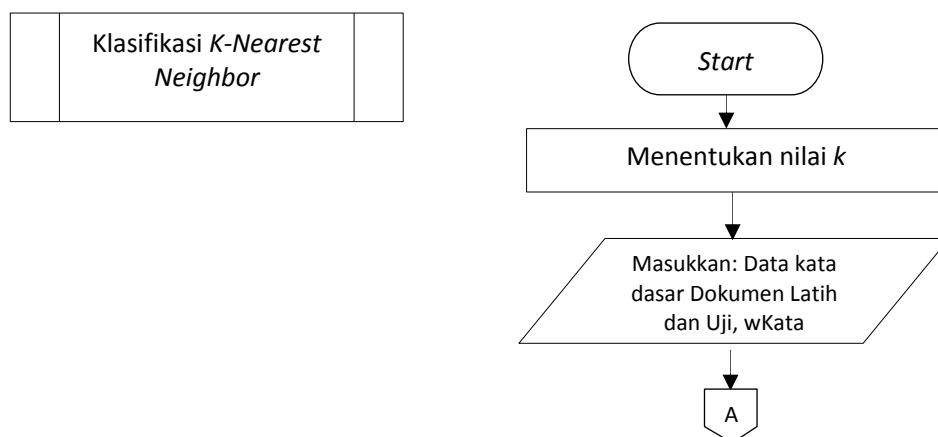 Klasifikasi K-Nearest
Neighbor
Start
Menentukan nilai k
Masukkan: Data kata
dasar Dokumen Latih
dan Uji, wKata
A